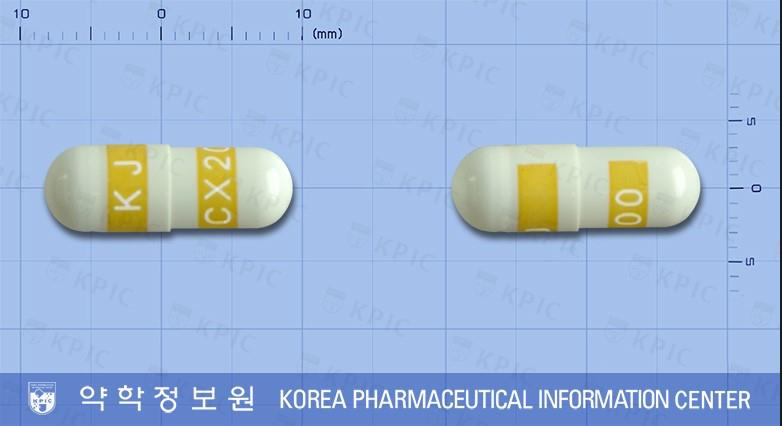 10 0 10
(mm)
KJ
CX20
00
5
0
5
KPIC
약학정보원 KOREA PHARMACEUTICAL INFORMATION CENTER